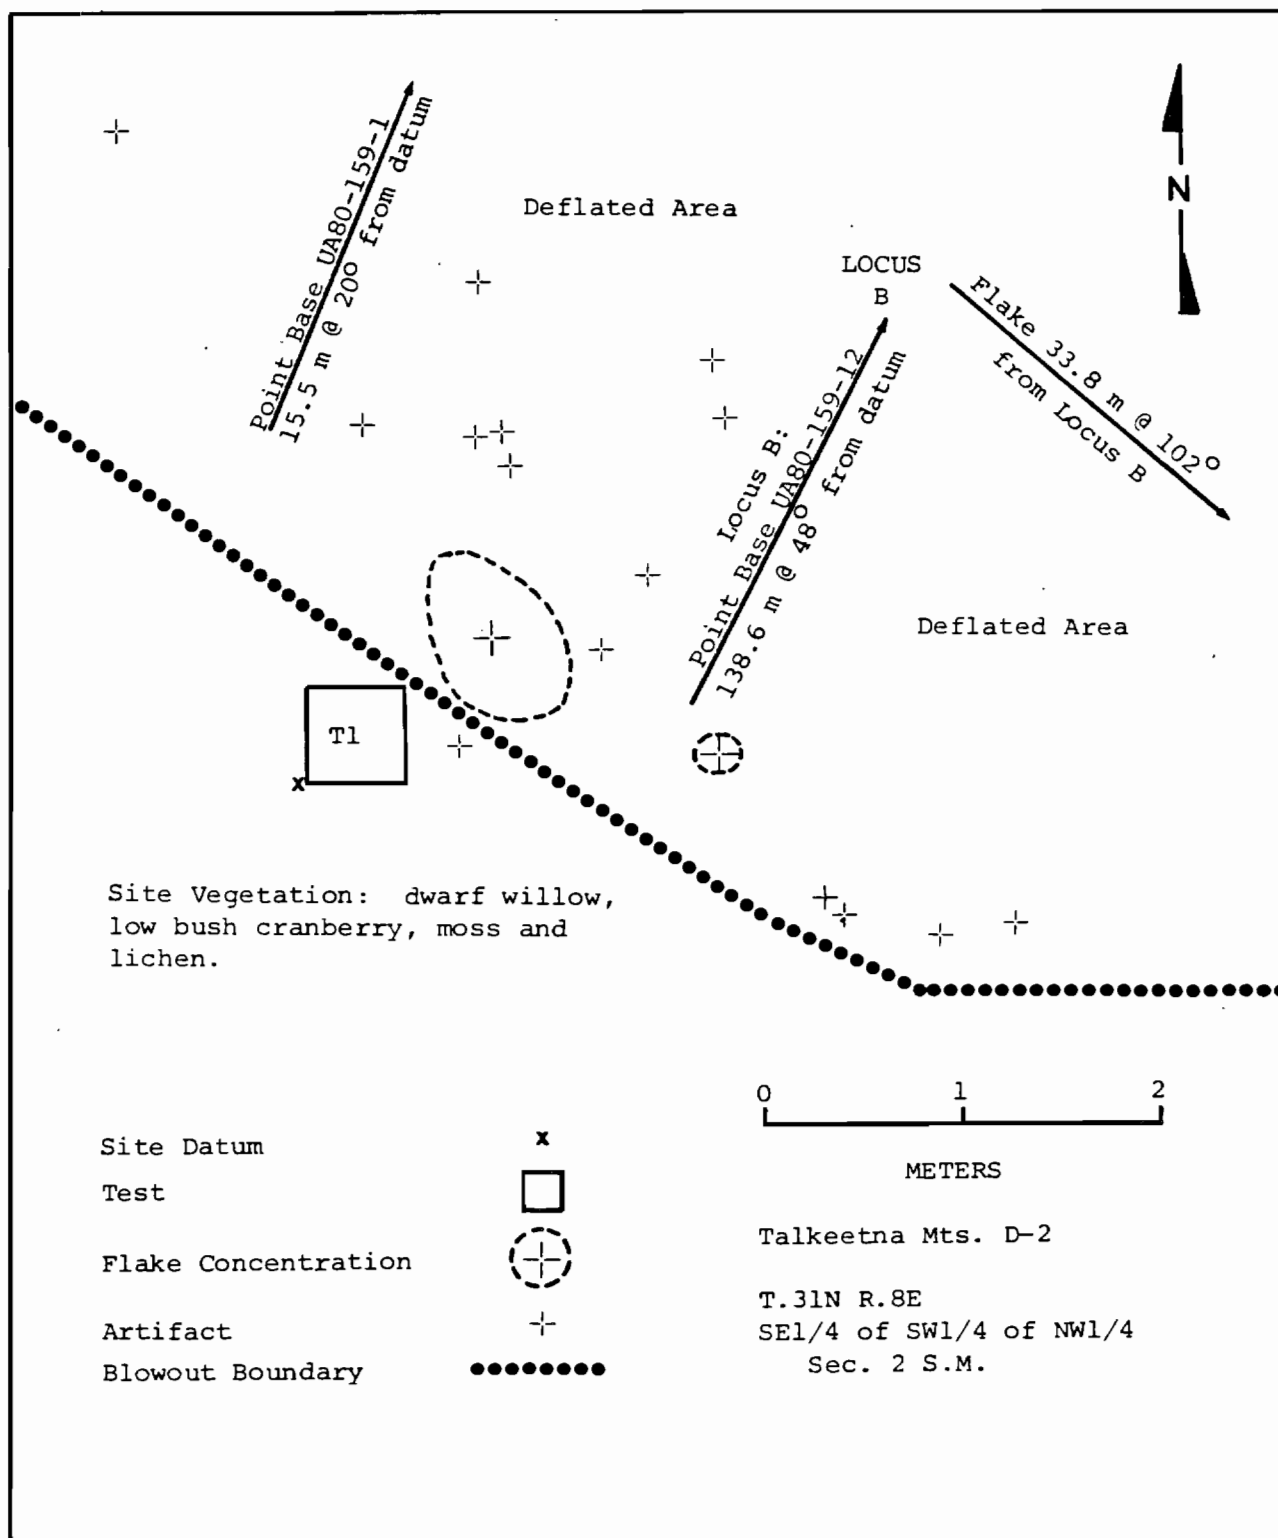 Point Base UA80-159-1
15.5 m @ 20° from datum
Deflated Area
N
LOCUS
B
Flake 33.8 m @ 102°
from Locus B
Locus B:
Point Base UA80-159-12
138.6 m @ 48° from datum
Deflated Area
T1
x
Site Vegetation: dwarf willow,
low bush cranberry, moss and
lichen.
0 1 2
METERS
Site Datum x
Test
Flake Concentration
Artifact
Blowout Boundary
Talkeetna Mts. D-2
T.31N R.8E
SE1/4 of SW1/4 of NW1/4
Sec. 2 S.M.